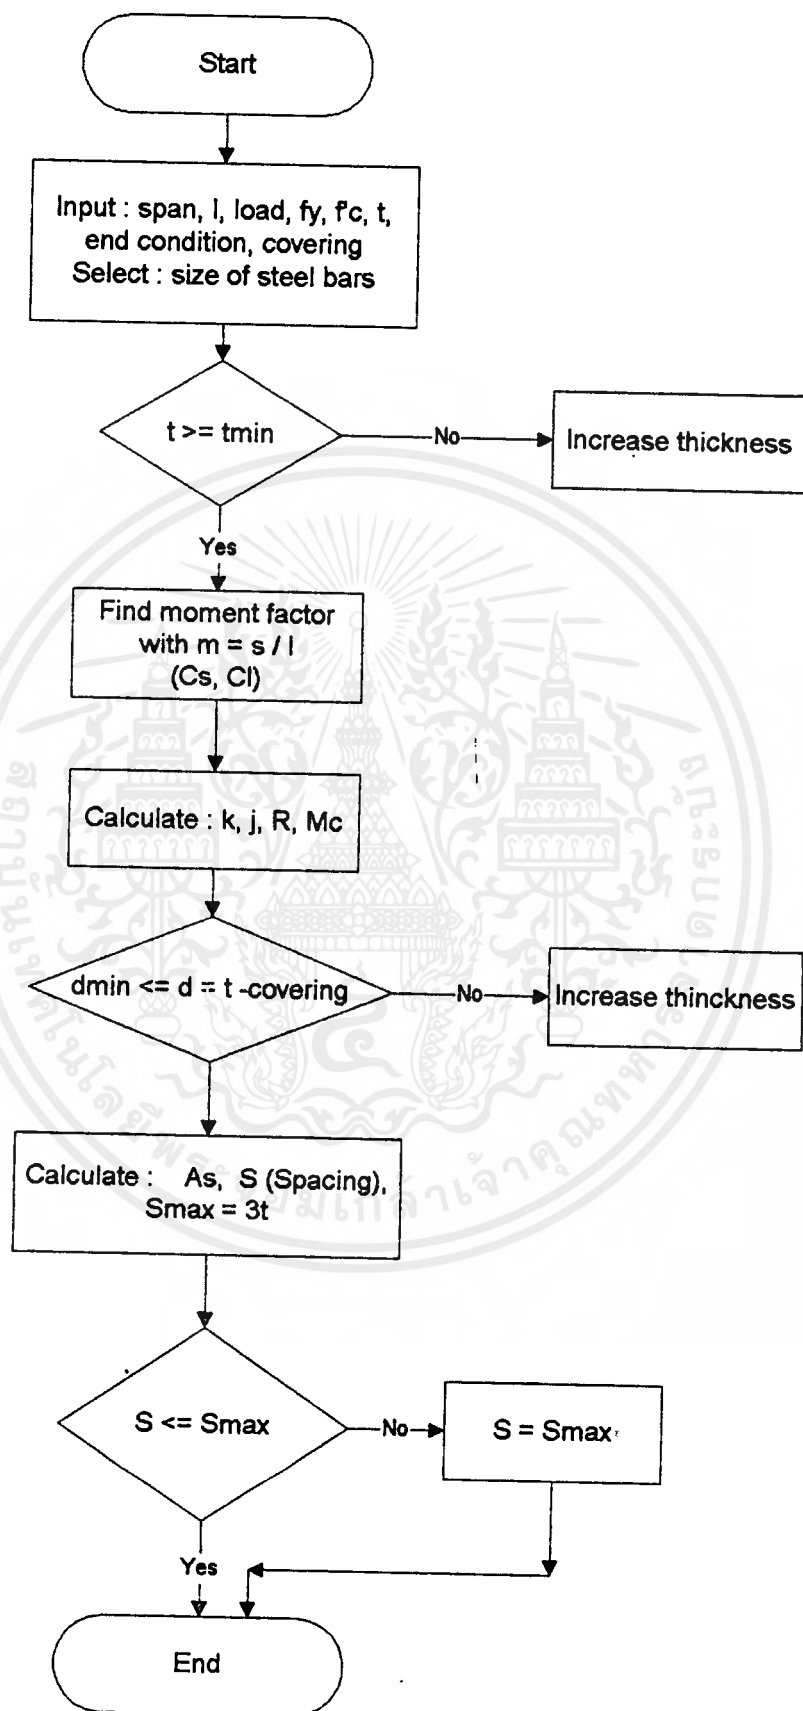 Start
Input : span, l, load, fy, f'c, t,
end condition, covering
Select : size of steel bars
t >= tmin
No
Increase thickness
Yes
Find moment factor
with m = s / l
(Cs, Cl)
Calculate : k, j, R, Mc
dmin <= d = t -covering
No
Increase thinckness
Calculate : As, S (Spacing),
Smax = 3t
S <= Smax
No
S = Smax
Yes
End